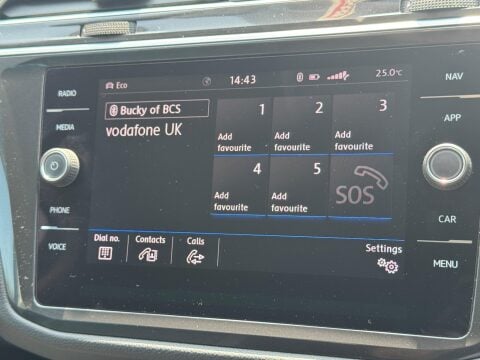 RADIO
MEDIA
PHONE
VOICE
Eco
14:43
25.0°C
Bucky of BCS
vodafone UK
1
Add favourite
2
Add favourite
3
Add favourite
4
Add favourite
5
Add favourite
SOS
Dial no.
Contacts
Calls
Settings
NAV
APP
CAR
MENU